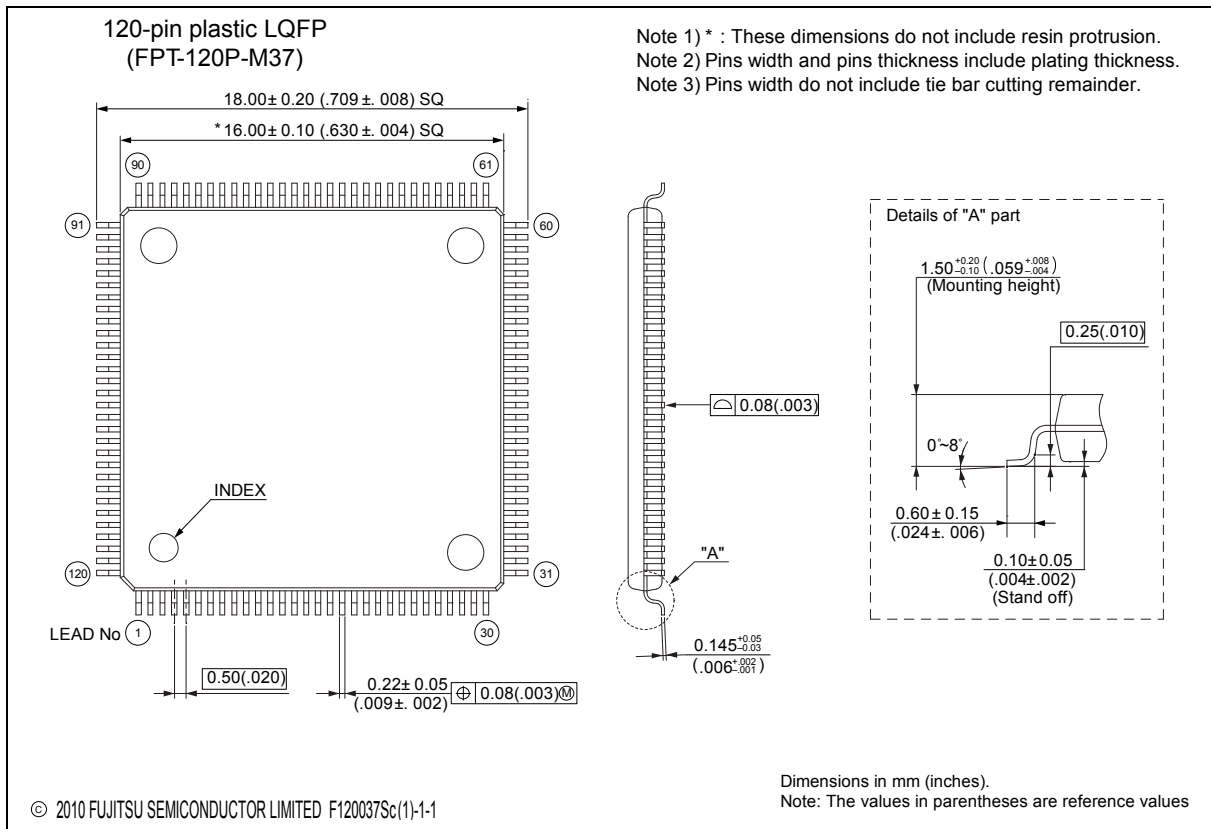 120-pin plastic LQFP
(FPT-120P-M37)
Note 1) * : These dimensions do not include resin protrusion.
Note 2) Pins width and pins thickness include plating thickness.
Note 3) Pins width do not include tie bar cutting remainder.
18.00± 0.20 (.709 ±. 008) SQ
*16.00± 0.10 (.630 ±. 004) SQ
90
61
91
60
INDEX
120
31
LEAD No
1
30
0.50(.020)
0.22± 0.05
(.009±. 002)
⌖ 0.08(.003)Ⓜ
⌓ 0.08(.003)
"A"
0.145 +0.05 –0.03
(.006 +.002 –.001)
Details of "A" part
1.50 +0.20 –0.10 (.059 +.008 –.004)
(Mounting height)
0.25(.010)
0°~8°
0.60 ± 0.15
(.024 ±. 006)
0.10±0.05
(.004±.002)
(Stand off)
© 2010 FUJITSU SEMICONDUCTOR LIMITED F120037Sc(1)-1-1
Dimensions in mm (inches).
Note: The values in parentheses are reference values